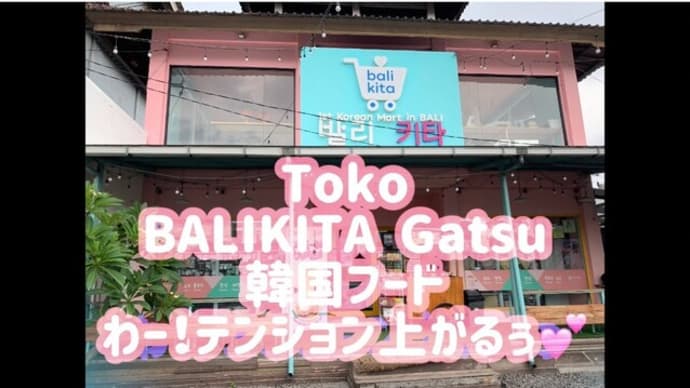 bali
kita
1st Korean Mart in BALI
발리 키타
Toko
BALIKITA Gatsu
韓国フード
わー!テンション上がるぅ💕